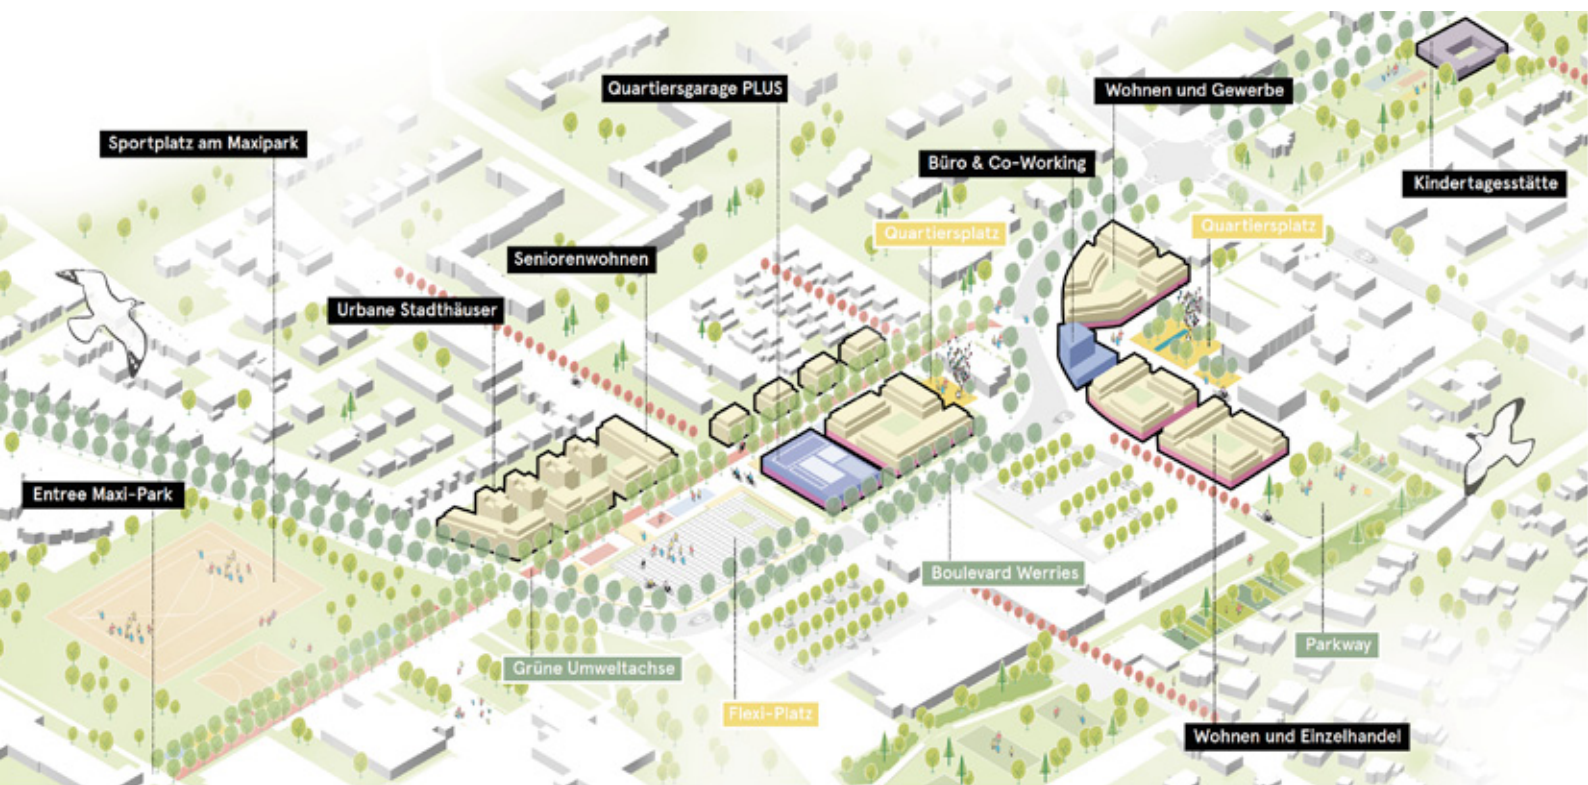 Quartiersgarage PLUS
Wohnen und Gewerbe
Sportplatz am Maxipark
Büro & Co-Working
Kindertagesstätte
Quartiersplatz
Quartiersplatz
Seniorenwohnen
Urbane Stadthäuser
Entree Maxi-Park
Boulevard Werries
Parkway
Grüne Umweltachse
Flexi-Platz
Wohnen und Einzelhandel